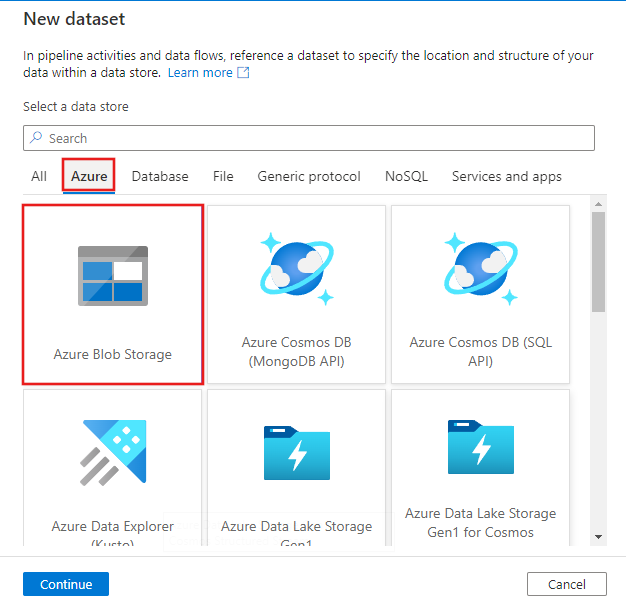 New dataset
In pipeline activities and data flows, reference a dataset to specify the location and structure of your
data within a data store. Learn more
Select a data store
Search
All Azure Database File Generic protocol NoSQL Services and apps
Azure Blob Storage
Azure Cosmos DB
(MongoDB API)
Azure Cosmos DB (SQL
API)
Azure Data Explorer
(Kusto)
Azure Data Lake Storage
Gen1
Azure Data Lake Storage
Gen1 for Cosmos
Continue
Cancel